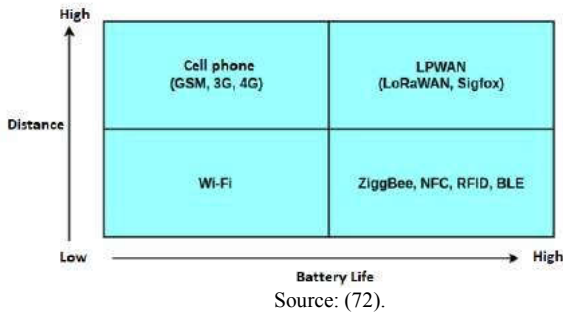 High
Cell phone
(GSM, 3G, 4G)
LPWAN
(LoRaWAN, Sigfox)
Distance
Wi-Fi
ZiggBee, NFC, RFID, BLE
Low
High
Battery Life
Source: (72).